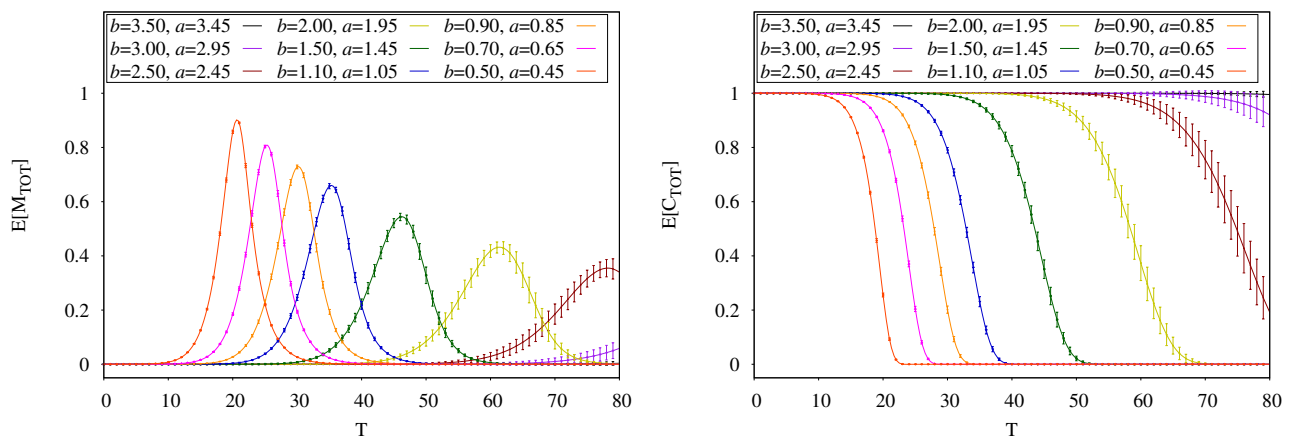 b=3.50, a=3.45 b=2.00, a=1.95 b=0.90, a=0.85
b=3.00, a=2.95 b=1.50, a=1.45 b=0.70, a=0.65
b=2.50, a=2.45 b=1.10, a=1.05 b=0.50, a=0.45
1
0.8
0.6
0.4
0.2
0
E[M_TOT]
0 10 20 30 40 50 60 70 80
T
b=3.50, a=3.45 b=2.00, a=1.95 b=0.90, a=0.85
b=3.00, a=2.95 b=1.50, a=1.45 b=0.70, a=0.65
b=2.50, a=2.45 b=1.10, a=1.05 b=0.50, a=0.45
1
0.8
0.6
0.4
0.2
0
E[C_TOT]
0 10 20 30 40 50 60 70 80
T